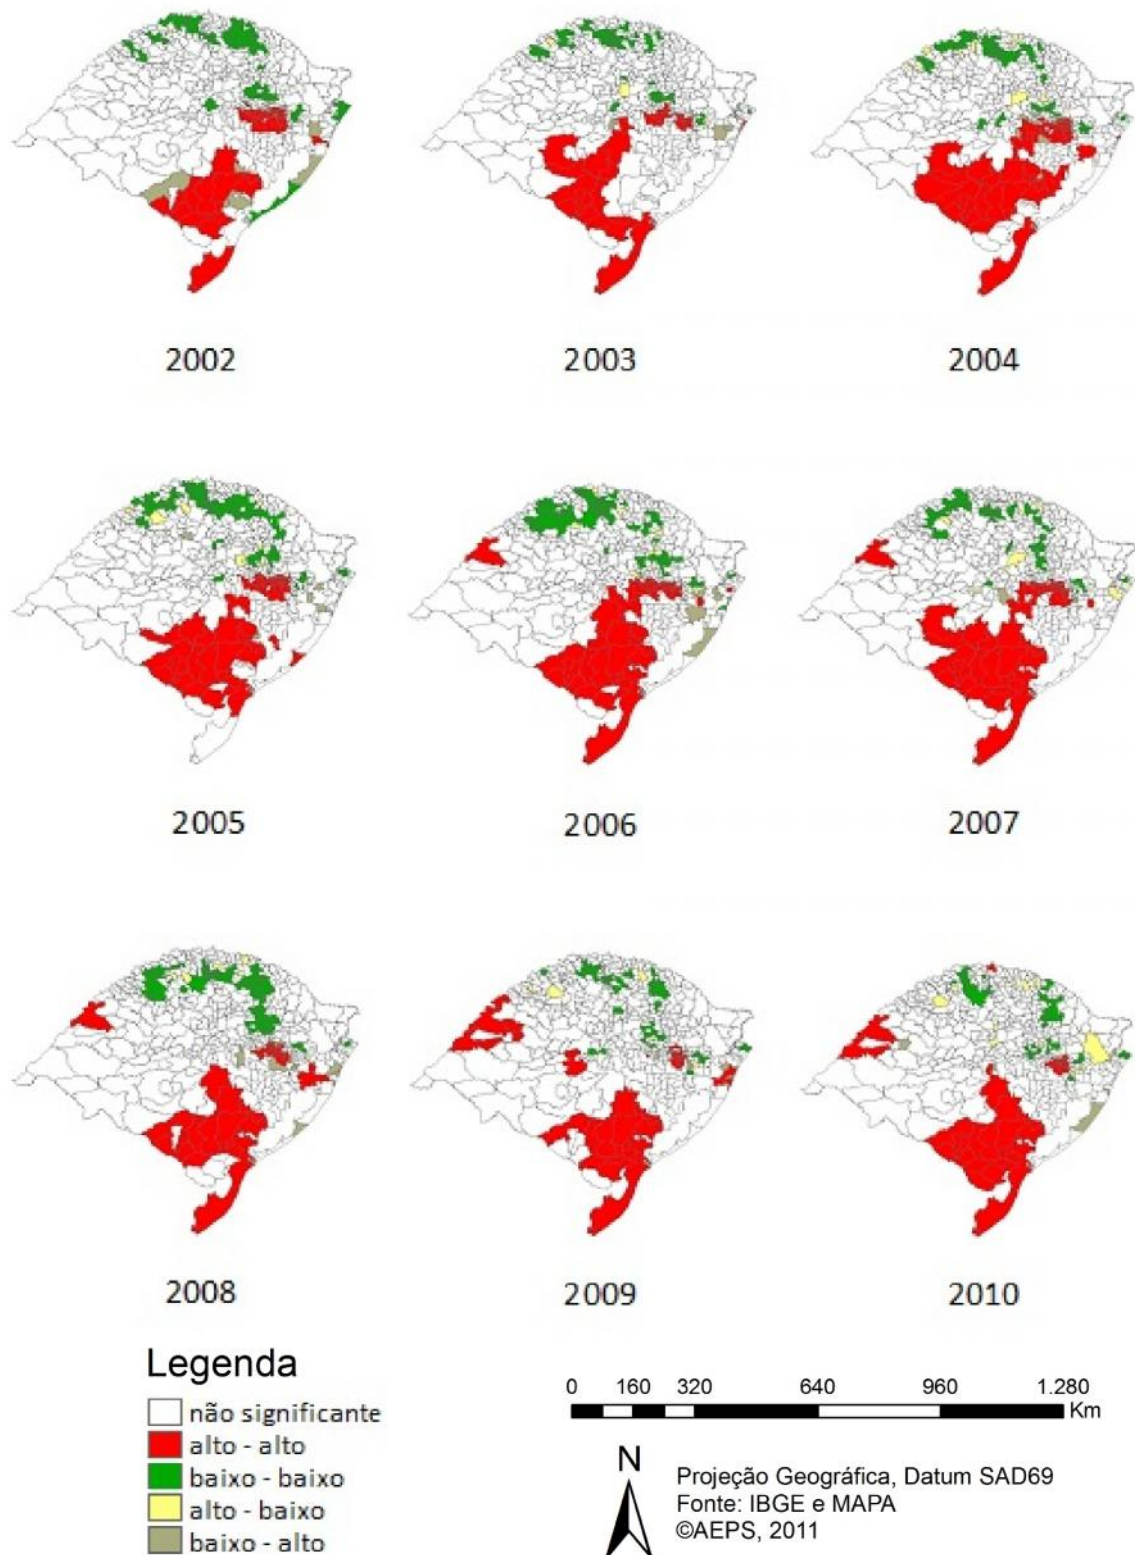 2002
2003
2004
2005
2006
2007
2008
2009
2010
Legenda
não significante
alto - alto
baixo - baixo
alto - baixo
baixo - alto
0 160 320 640 960 1.280
Km
N
Projeção Geográfica, Datum SAD69
Fonte: IBGE e MAPA
©AEPS, 2011